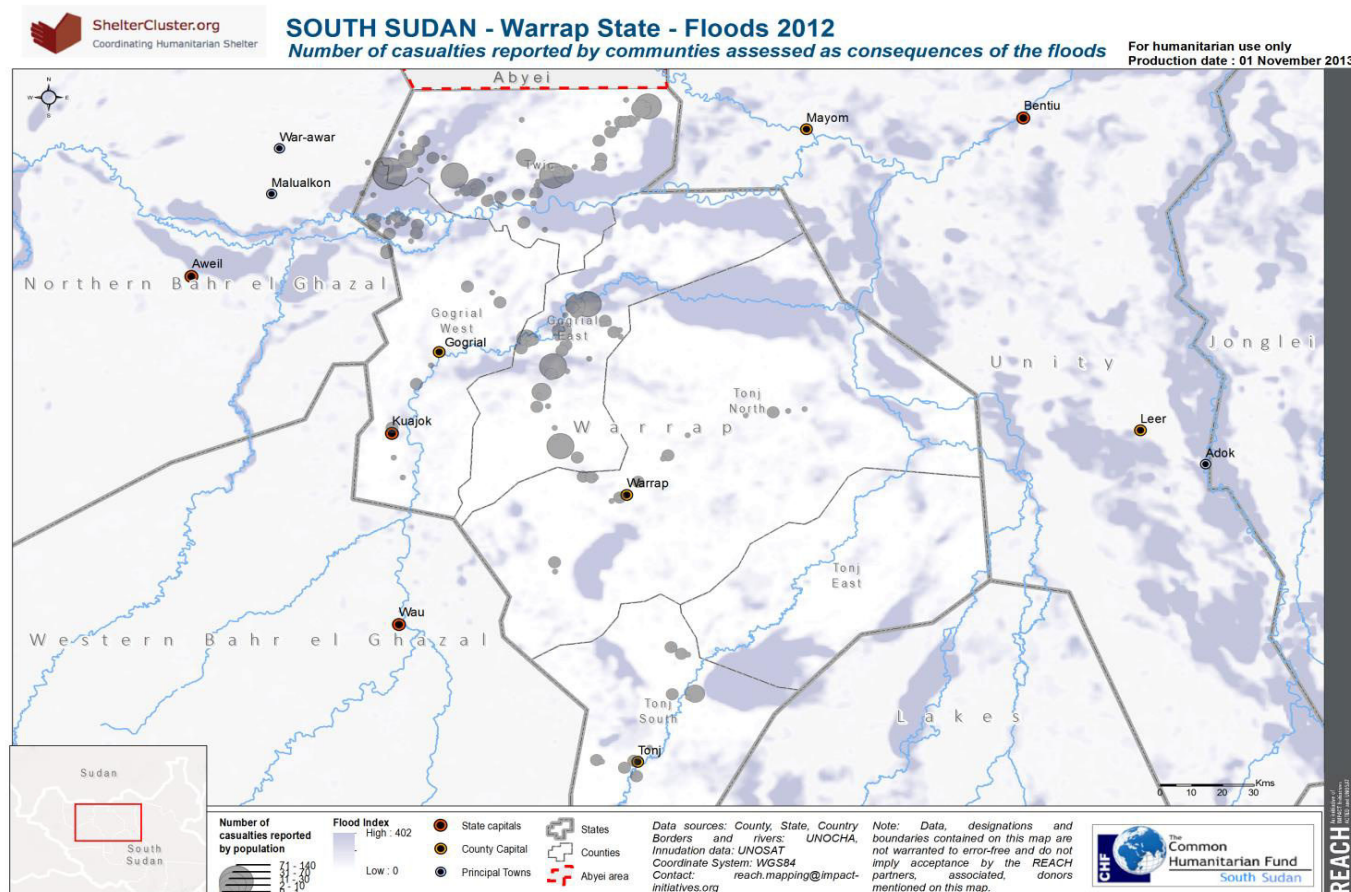 ShelterCluster.org
Coordinating Humanitarian Shelter
SOUTH SUDAN - Warrap State - Floods 2012
Number of casualties reported by communties assessed as consequences of the floods
For humanitarian use only
Production date : 01 November 2013
N
W
E
S
Abyei
War-awar
Malualkon
Mayom
Bentiu
Twic
Aweil
Northern Bahr el Ghazal
Gogrial
West
Gogrial
Gogrial
East
Unity
Jonglei
Tonj
North
Kuajok
Warrap
Leer
Adok
Warrap
Tonj
East
Wau
Western Bahr el Ghazal
Tonj
South
Lakes
Tonj
Kms
0 10 20 30
Sudan
South
Sudan
Number of
casualties reported
by population
71 - 140
31 - 70
11 - 30
2 - 10
Flood Index
High : 402
Low : 0
State capitals
County Capital
Principal Towns
States
Counties
Abyei area
Data sources: County, State, Country
Borders and rivers: UNOCHA,
Innudation data: UNOSAT
Coordinate System: WGS84
Contact: reach.mapping@impact-
initiatives.org
Note: Data, designations and
boundaries contained on this map are
not warranted to error-free and do not
imply acceptance by the REACH
partners, associated, donors
mentioned on this map.
CHF
The
Common
Humanitarian Fund
South Sudan
REACH